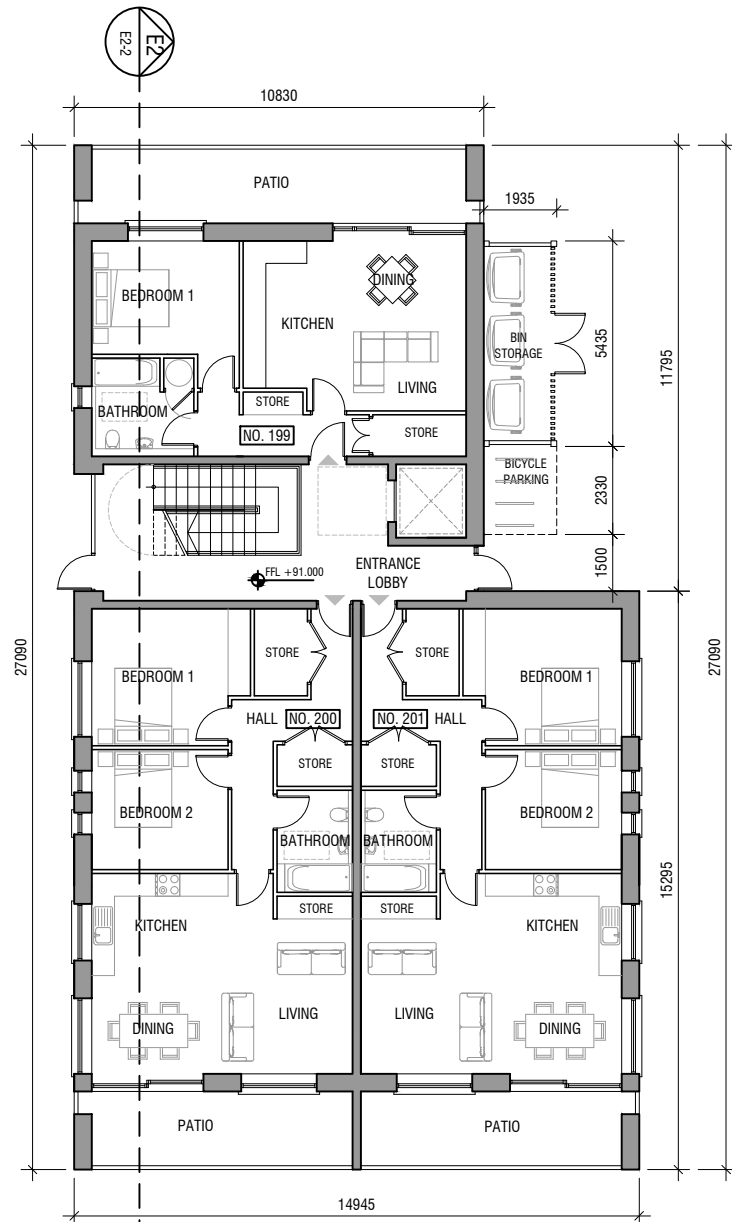 E2
E2-2
10830
PATIO
1935
BEDROOM 1
DINING
KITCHEN
LIVING
BIN
STORAGE
5435
11795
BATHROOM
STORE
NO. 199
STORE
BICYCLE
PARKING
2330
ENTRANCE
LOBBY
FFL +91.000
1500
27090
27090
BEDROOM 1
STORE
STORE
BEDROOM 1
HALL
NO. 200
NO. 201
HALL
STORE
STORE
BEDROOM 2
BEDROOM 2
BATHROOM
BATHROOM
15295
STORE
STORE
KITCHEN
KITCHEN
DINING
LIVING
LIVING
DINING
PATIO
PATIO
14945